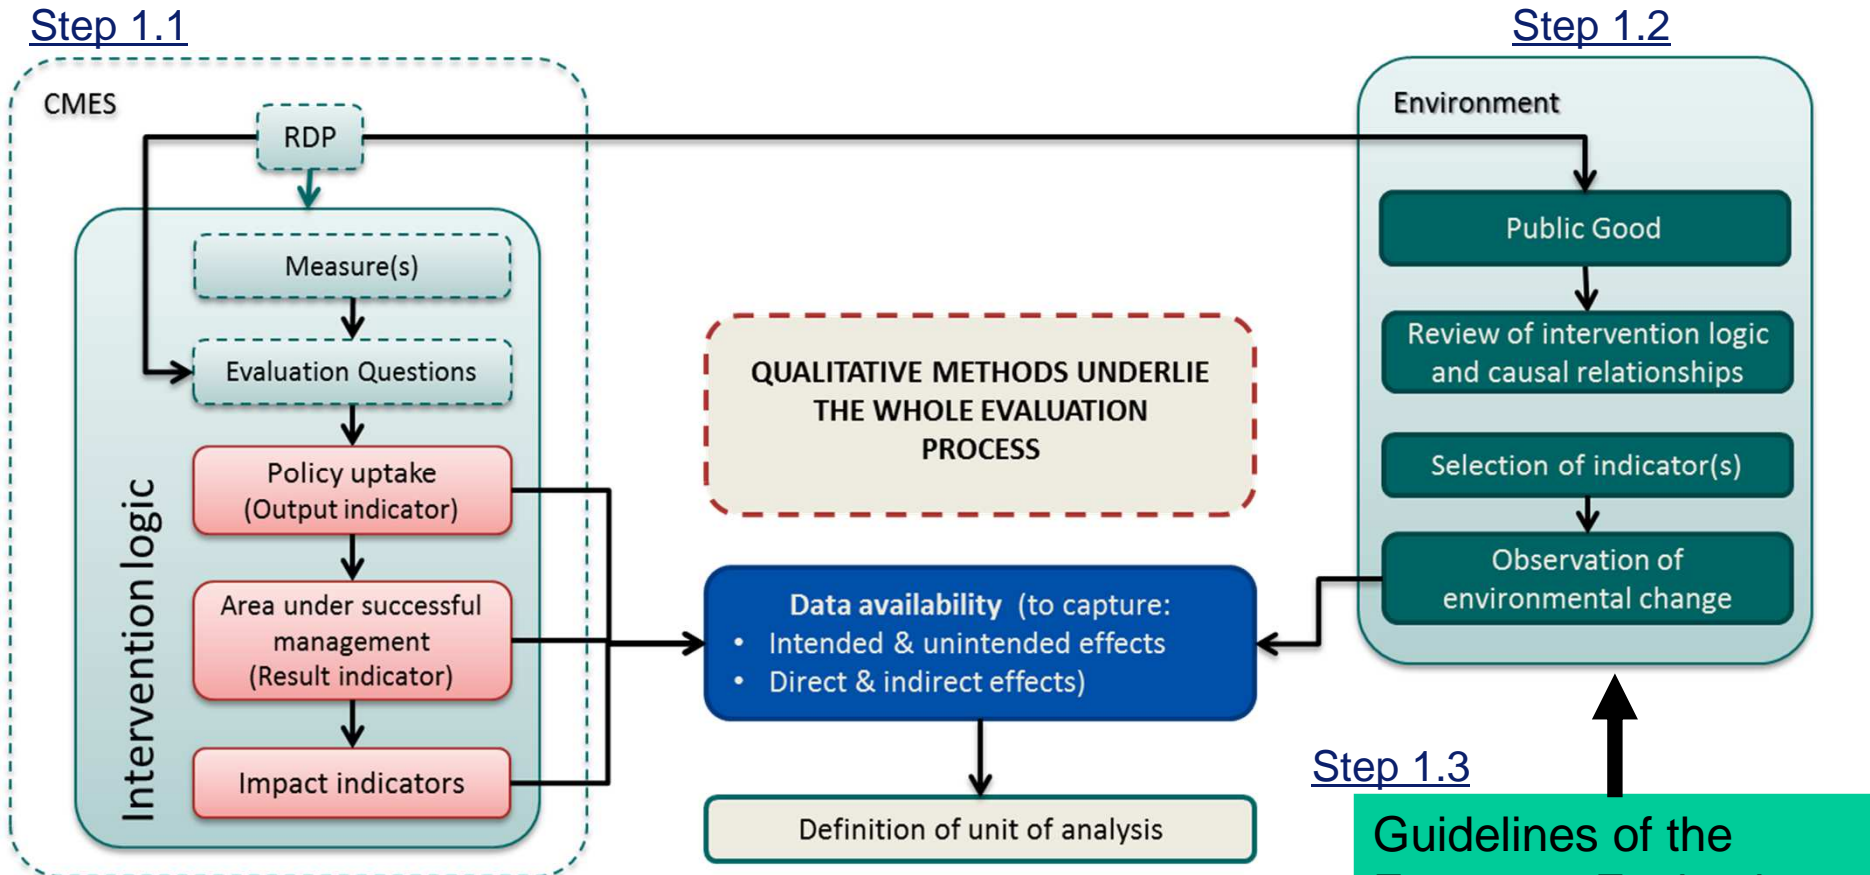 Step 1.1
Step 1.2
CMES
RDP
Environment
Measure(s)
Evaluation Questions
Policy uptake
(Output indicator)
Area under successful
management
(Result indicator)
Impact indicators
Intervention logic
QUALITATIVE METHODS UNDERLIE
THE WHOLE EVALUATION
PROCESS
Data availability (to capture:
• Intended & unintended effects
• Direct & indirect effects)
Definition of unit of analysis
Public Good
Review of intervention logic
and causal relationships
Selection of indicator(s)
Observation of
environmental change
Step 1.3
Guidelines of the